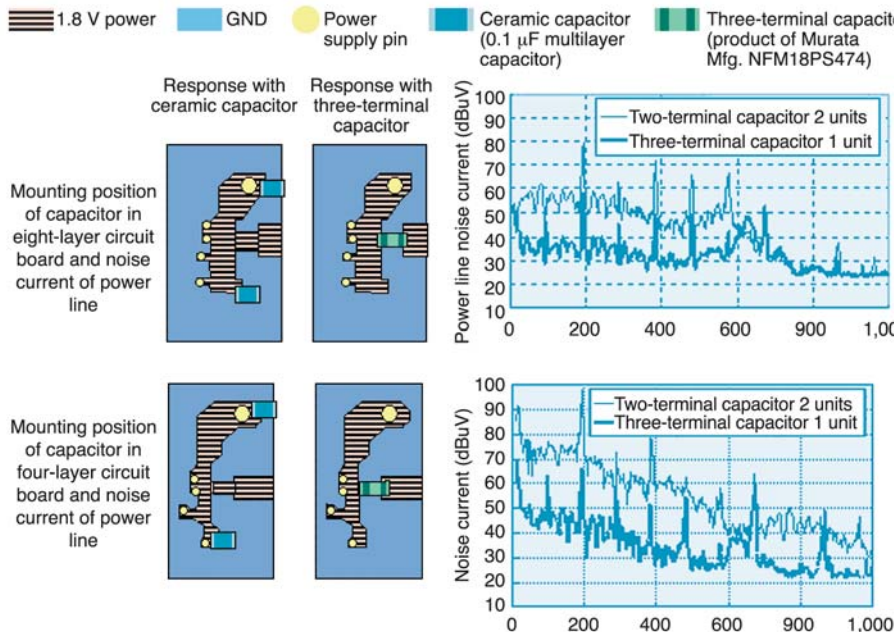 1.8 V power
GND
Power
supply pin
Ceramic capacitor
(0.1 µF multilayer
capacitor)
Three-terminal capacito
(product of Murata
Mfg. NFM18PS474)
Response with
ceramic capacitor
Response with
three-terminal
capacitor
Mounting position
of capacitor in
eight-layer circuit
board and noise
current of power
line
Power line noise current (dBuV)
100
90
80
70
60
50
40
30
20
10
Two-terminal capacitor 2 units
Three-terminal capacitor 1 unit
0 200 400 600 900 1,00
Mounting position
of capacitor in
four-layer circuit
board and noise
current of power
line
Noise current (dBuV)
100
90
80
70
60
50
40
30
20
10
Two-terminal capacitor 2 units
Three-terminal capacitor 1 unit
0 200 400 600 800 1,000